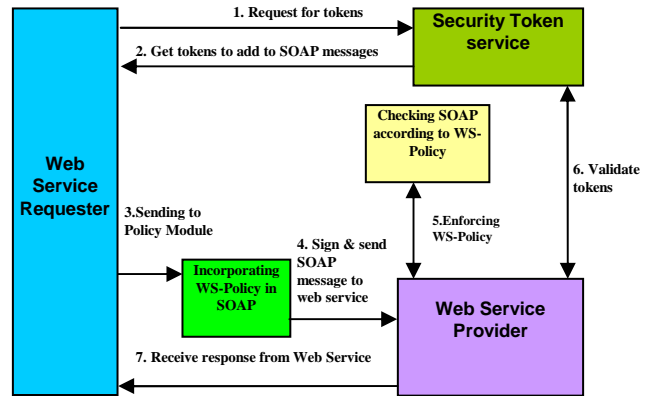 1. Request for tokens
Security Token
service
2. Get tokens to add to SOAP messages
Checking SOAP
according to WS-
Policy
Web
Service
Requester
6. Validate
tokens
3.Sending to
Policy Module
5.Enforcing
WS-Policy
4. Sign & send
SOAP
message to
web service
Incorporating
WS-Policy in
SOAP
Web Service
Provider
7. Receive response from Web Service